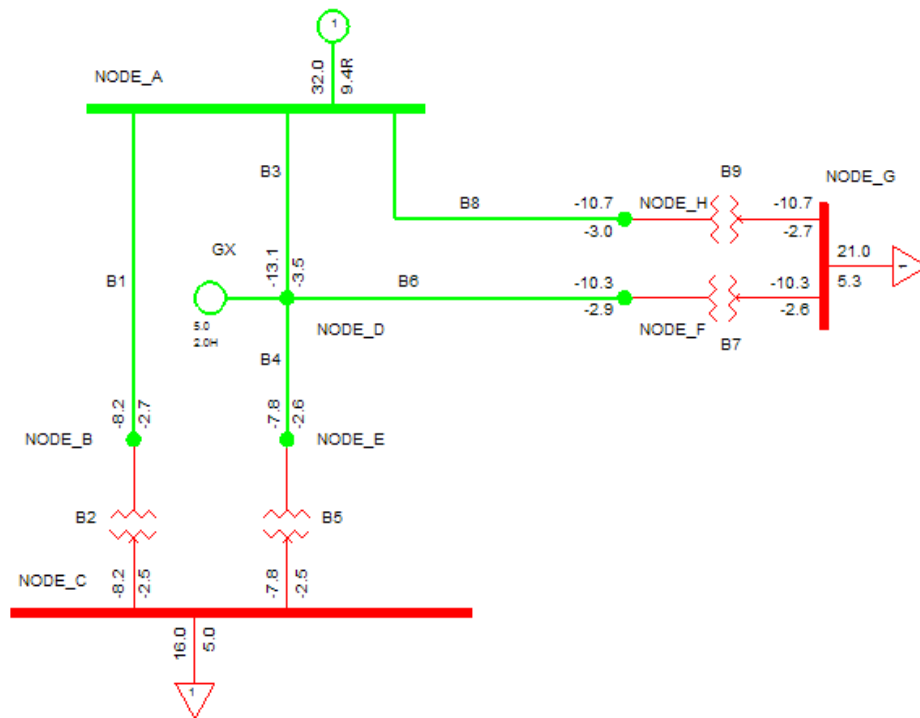 1
32.0
9.4R
NODE_A
B3
B9
NODE_G
B8
-10.7
NODE_H
-10.7
-3.0
-2.7
21.0
1
5.3
GX
-13.1
-3.5
B1
B6
-10.3
-10.3
5.0
2.0H
NODE_D
-2.9
NODE_F
-2.6
B7
B4
-8.2
-2.7
-7.8
-2.6
NODE_B
NODE_E
B2
B5
NODE_C
-8.2
-2.5
-7.8
-2.5
16.0
5.0
1